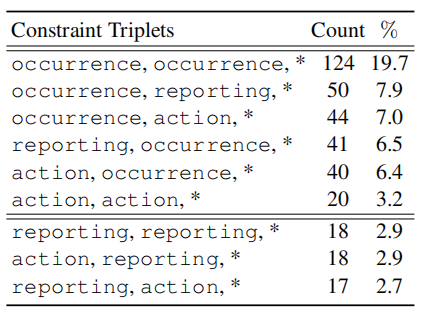 Constraint Triplets Count %
occurrence, occurrence, * 124 19.7
occurrence, reporting, * 50 7.9
occurrence, action, * 44 7.0
reporting, occurrence, * 41 6.5
action, occurrence, * 40 6.4
action, action, * 20 3.2
reporting, reporting, * 18 2.9
action, reporting, * 18 2.9
reporting, action, * 17 2.7